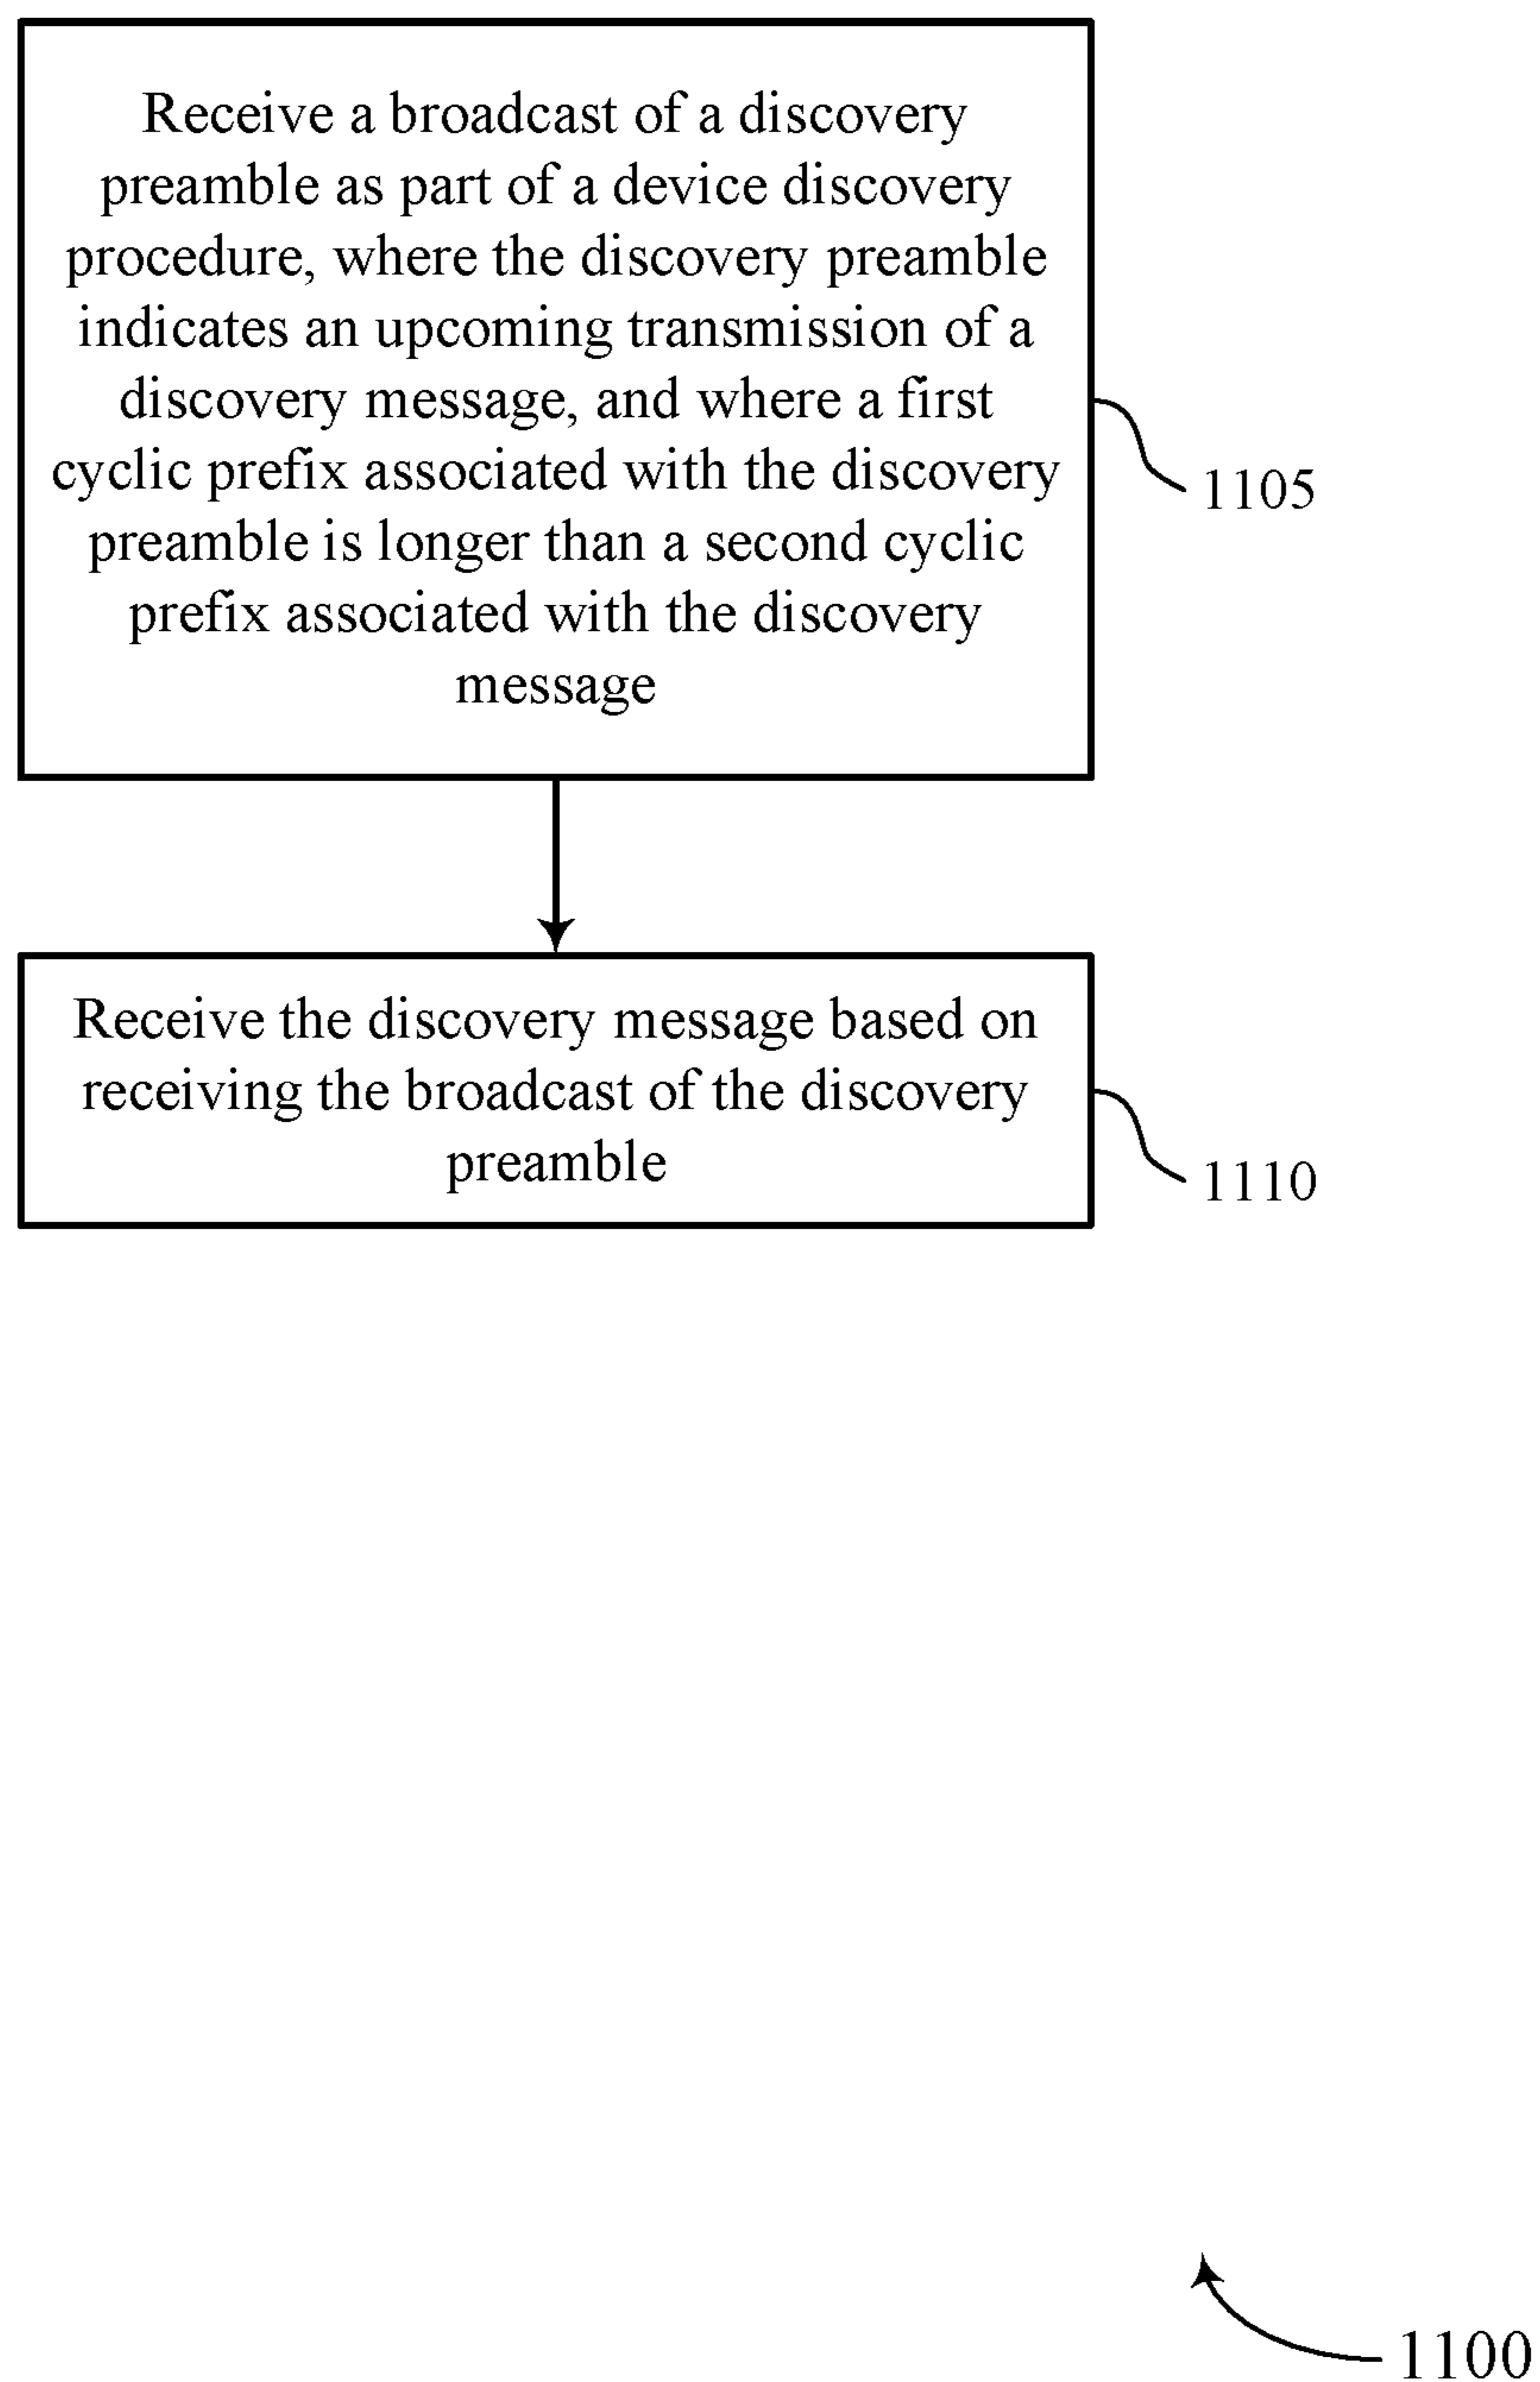 Receive a broadcast of a discovery
preamble as part of a device discovery
procedure, where the discovery preamble
indicates an upcoming transmission of a
discovery message, and where a first
cyclic prefix associated with the discovery
preamble is longer than a second cyclic
prefix associated with the discovery
message
1105
Receive the discovery message based on
receiving the broadcast of the discovery
preamble
1110
1100